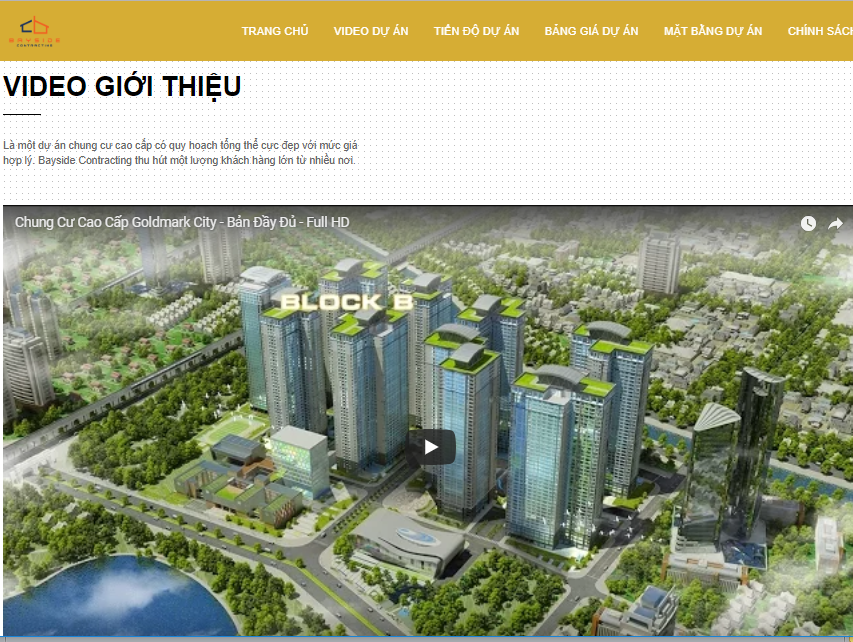 BAYSIDE
CONTRACTING
TRANG CHỦ VIDEO DỰ ÁN TIẾN ĐỘ DỰ ÁN BẢNG GIÁ DỰ ÁN MẶT BẰNG DỰ ÁN CHÍNH SÁCH
VIDEO GIỚI THIỆU
Là một dự án chung cư cao cấp có quy hoạch tổng thể cực đẹp với mức giá
hợp lý. Bayside Contracting thu hút một lượng khách hàng lớn từ nhiều nơi.
Chung Cư Cao Cấp Goldmark City - Bản Đầy Đủ - Full HD
BLOCK B